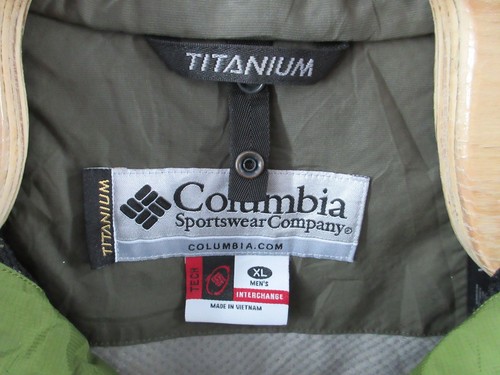 TITANIUM
TITANIUM
Columbia
Sportswear Company®
COLUMBIA.COM
TECH
XL
MEN'S
INTERCHANGE
MADE IN VIETNAM